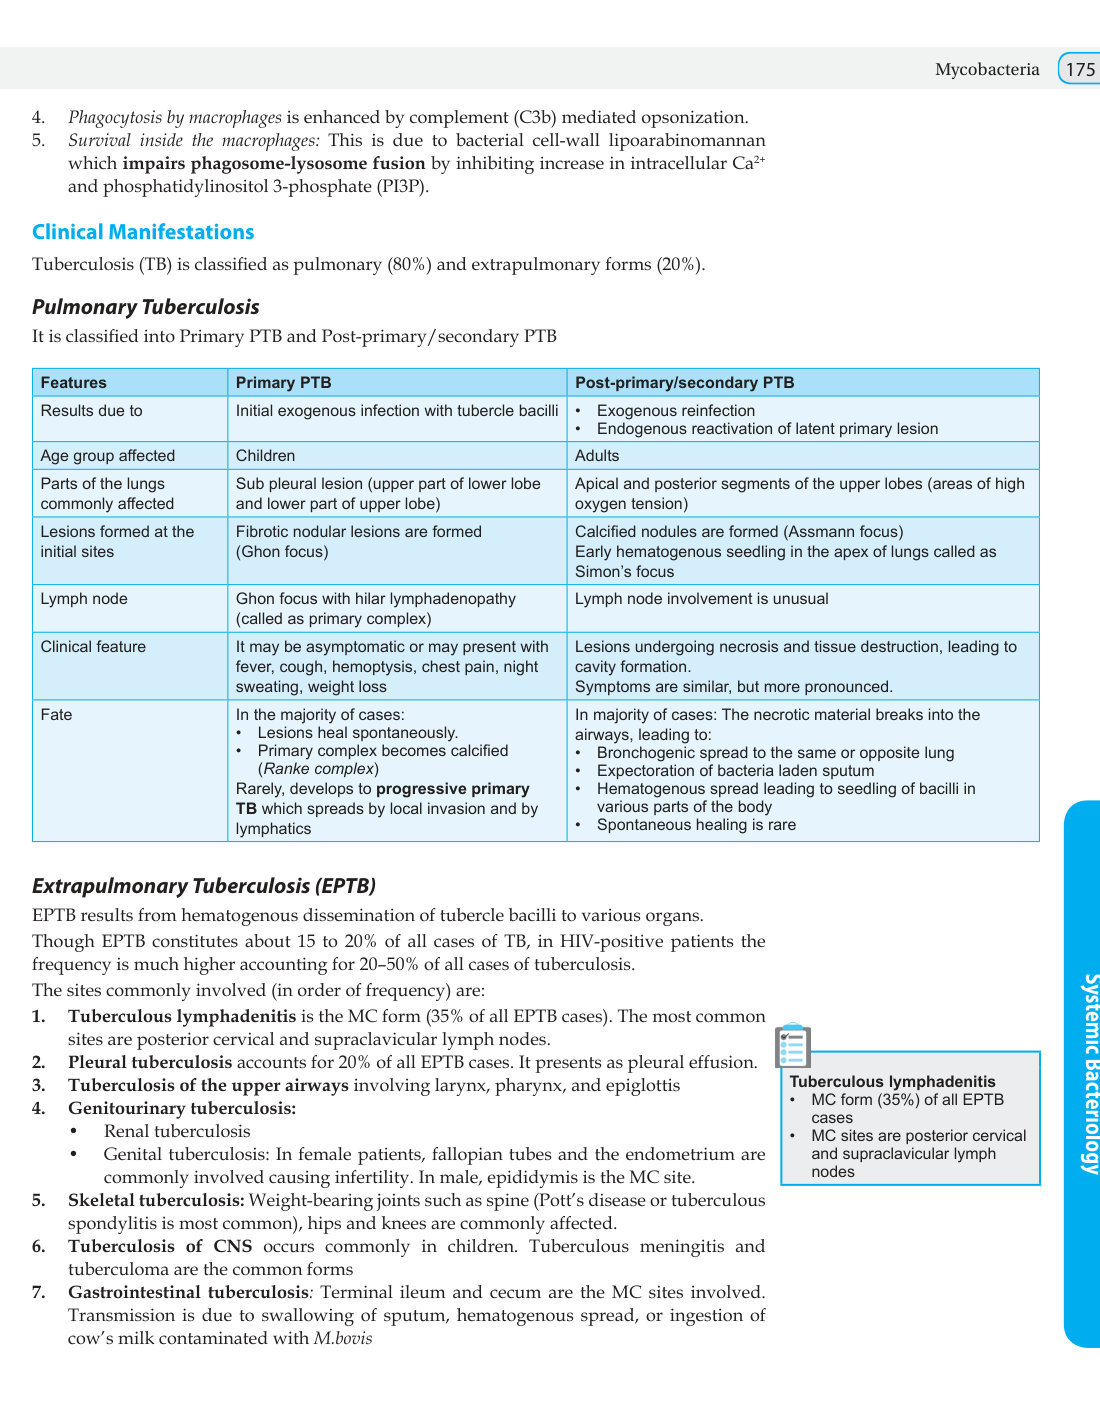 Mycobacteria 175
4. Phagocytosis by macrophages is enhanced by complement (C3b) mediated opsonization.
5. Survival inside the macrophages: This is due to bacterial cell-wall lipoarabinomannan
which impairs phagosome-lysosome fusion by inhibiting increase in intracellular Ca²⁺
and phosphatidylinositol 3-phosphate (PI3P).
Clinical Manifestations
Tuberculosis (TB) is classified as pulmonary (80%) and extrapulmonary forms (20%).
Pulmonary Tuberculosis
It is classified into Primary PTB and Post-primary/secondary PTB
Features Primary PTB Post-primary/secondary PTB
Results due to
Initial exogenous infection with tubercle bacilli
• Exogenous reinfection
• Endogenous reactivation of latent primary lesion
Age group affected
Children
Adults
Parts of the lungs
commonly affected
Sub pleural lesion (upper part of lower lobe
and lower part of upper lobe)
Apical and posterior segments of the upper lobes (areas of high
oxygen tension)
Lesions formed at the
initial sites
Fibrotic nodular lesions are formed
(Ghon focus)
Calcified nodules are formed (Assmann focus)
Early hematogenous seedling in the apex of lungs called as
Simon's focus
Lymph node
Ghon focus with hilar lymphadenopathy
(called as primary complex)
Lymph node involvement is unusual
Clinical feature
It may be asymptomatic or may present with
fever, cough, hemoptysis, chest pain, night
sweating, weight loss
Lesions undergoing necrosis and tissue destruction, leading to
cavity formation.
Symptoms are similar, but more pronounced.
Fate
In the majority of cases:
• Lesions heal spontaneously.
• Primary complex becomes calcified
(Ranke complex)
Rarely, develops to progressive primary
TB which spreads by local invasion and by
lymphatics
In majority of cases: The necrotic material breaks into the
airways, leading to:
• Bronchogenic spread to the same or opposite lung
• Expectoration of bacteria laden sputum
• Hematogenous spread leading to seedling of bacilli in
various parts of the body
• Spontaneous healing is rare
Extrapulmonary Tuberculosis (EPTB)
EPTB results from hematogenous dissemination of tubercle bacilli to various organs.
Though EPTB constitutes about 15 to 20% of all cases of TB, in HIV-positive patients the
frequency is much higher accounting for 20–50% of all cases of tuberculosis.
The sites commonly involved (in order of frequency) are:
1. Tuberculous lymphadenitis is the MC form (35% of all EPTB cases). The most common
sites are posterior cervical and supraclavicular lymph nodes.
2. Pleural tuberculosis accounts for 20% of all EPTB cases. It presents as pleural effusion.
3. Tuberculosis of the upper airways involving larynx, pharynx, and epiglottis
4. Genitourinary tuberculosis:
• Renal tuberculosis
• Genital tuberculosis: In female patients, fallopian tubes and the endometrium are
commonly involved causing infertility. In male, epididymis is the MC site.
5. Skeletal tuberculosis: Weight-bearing joints such as spine (Pott's disease or tuberculous
spondylitis is most common), hips and knees are commonly affected.
6. Tuberculosis of CNS occurs commonly in children. Tuberculous meningitis and
tuberculoma are the common forms
7. Gastrointestinal tuberculosis: Terminal ileum and cecum are the MC sites involved.
Transmission is due to swallowing of sputum, hematogenous spread, or ingestion of
cow's milk contaminated with M.bovis
Tuberculous lymphadenitis
• MC form (35%) of all EPTB
cases
• MC sites are posterior cervical
and supraclavicular lymph
nodes
Systemic Bacteriology